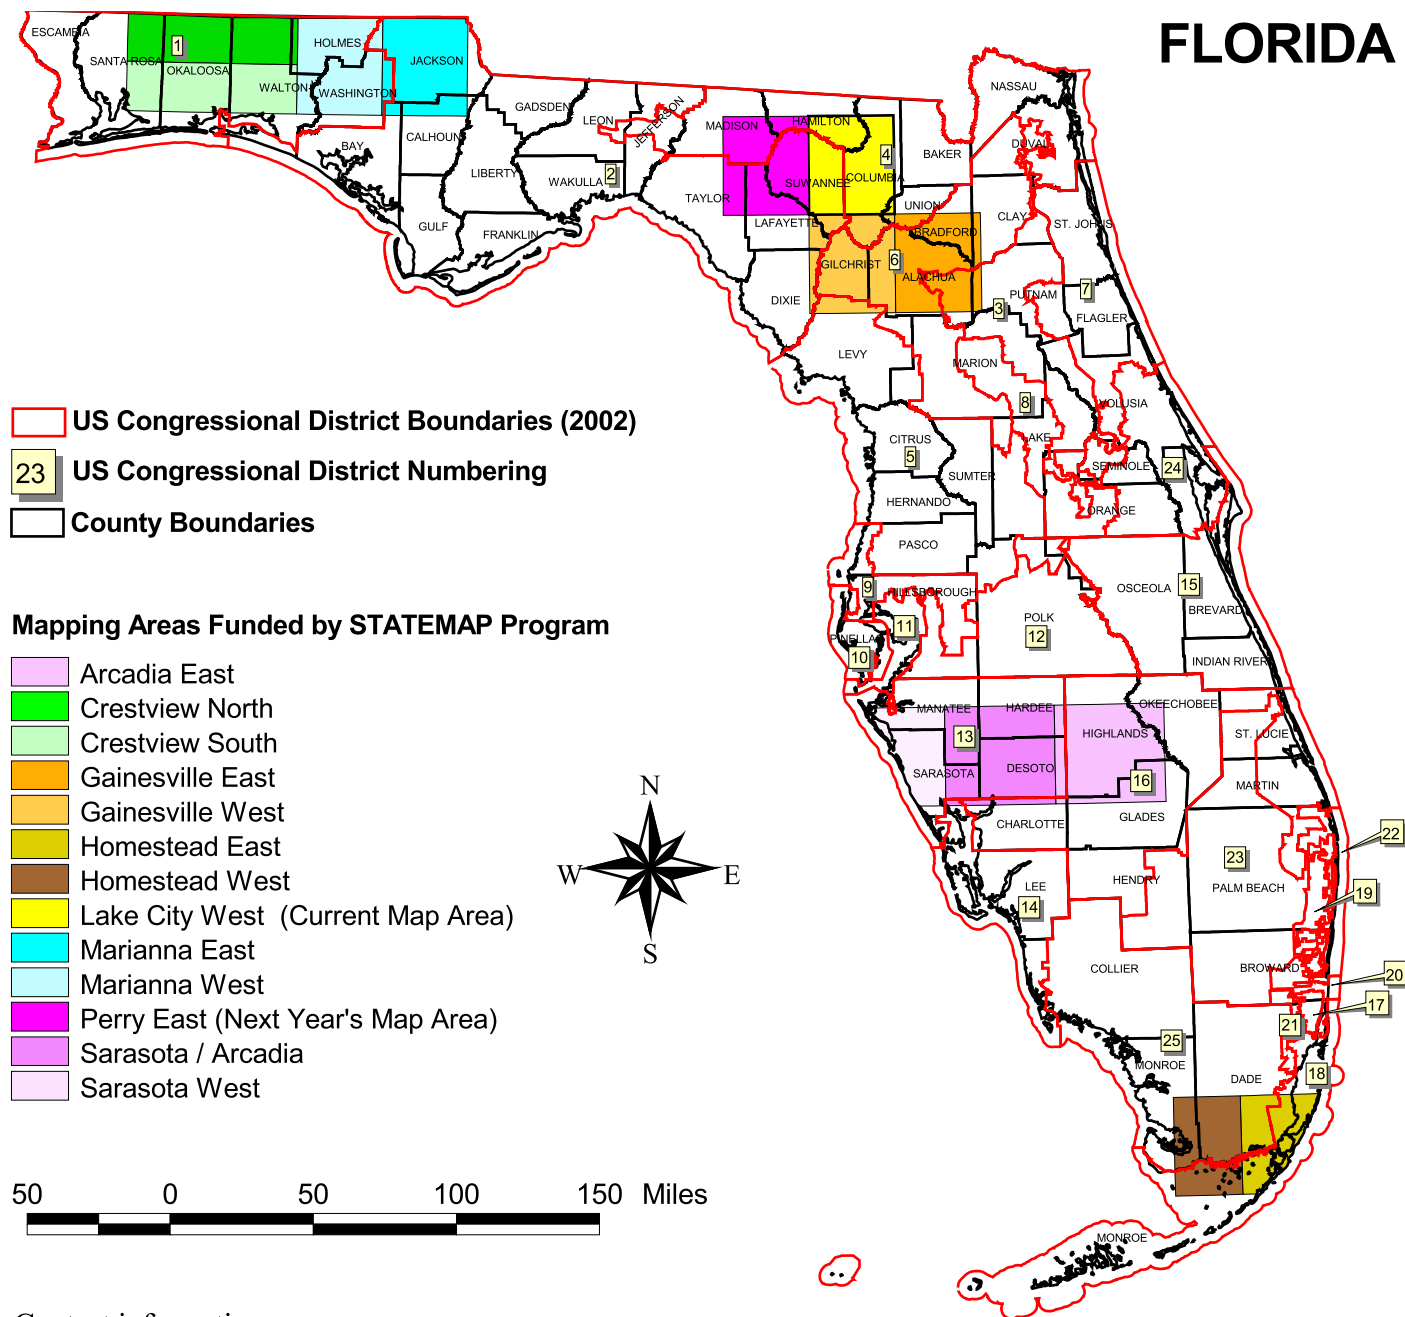 FLORIDA
ESCAMBIA
SANTA ROSA
1
OKALOOSA
WALTON
HOLMES
WASHINGTON
JACKSON
BAY
CALHOUN
GULF
GADSDEN
LIBERTY
FRANKLIN
LEON
WAKULLA
2
JEFFERSON
MADISON
TAYLOR
HAMILTON
SUWANNEE
LAFAYETTE
4
COLUMBIA
BAKER
UNION
BRADFORD
NASSAU
DUVAL
CLAY
ST. JOHNS
GILCHRIST
6
ALACHUA
DIXIE
3
PUTNAM
7
FLAGLER
LEVY
MARION
8
VOLUSIA
CITRUS
5
LAKE
SUMTER
SEMINOLE
24
HERNANDO
ORANGE
PASCO
9
HILLSBOROUGH
11
PINELLAS
10
POLK
12
OSCEOLA
15
BREVARD
INDIAN RIVER
MANATEE
HARDEE
OKEECHOBEE
13
HIGHLANDS
ST. LUCIE
SARASOTA
DESOTO
16
MARTIN
CHARLOTTE
GLADES
22
23
HENDRY
PALM BEACH
LEE
14
19
COLLIER
BROWARD
20
17
21
25
MONROE
DADE
18
MONROE
US Congressional District Boundaries (2002)
23 US Congressional District Numbering
County Boundaries
Mapping Areas Funded by STATEMAP Program
Arcadia East
Crestview North
Crestview South
Gainesville East
Gainesville West
Homestead East
Homestead West
Lake City West (Current Map Area)
Marianna East
Marianna West
Perry East (Next Year's Map Area)
Sarasota / Arcadia
Sarasota West
N
W E
S
50 0 50 100 150 Miles